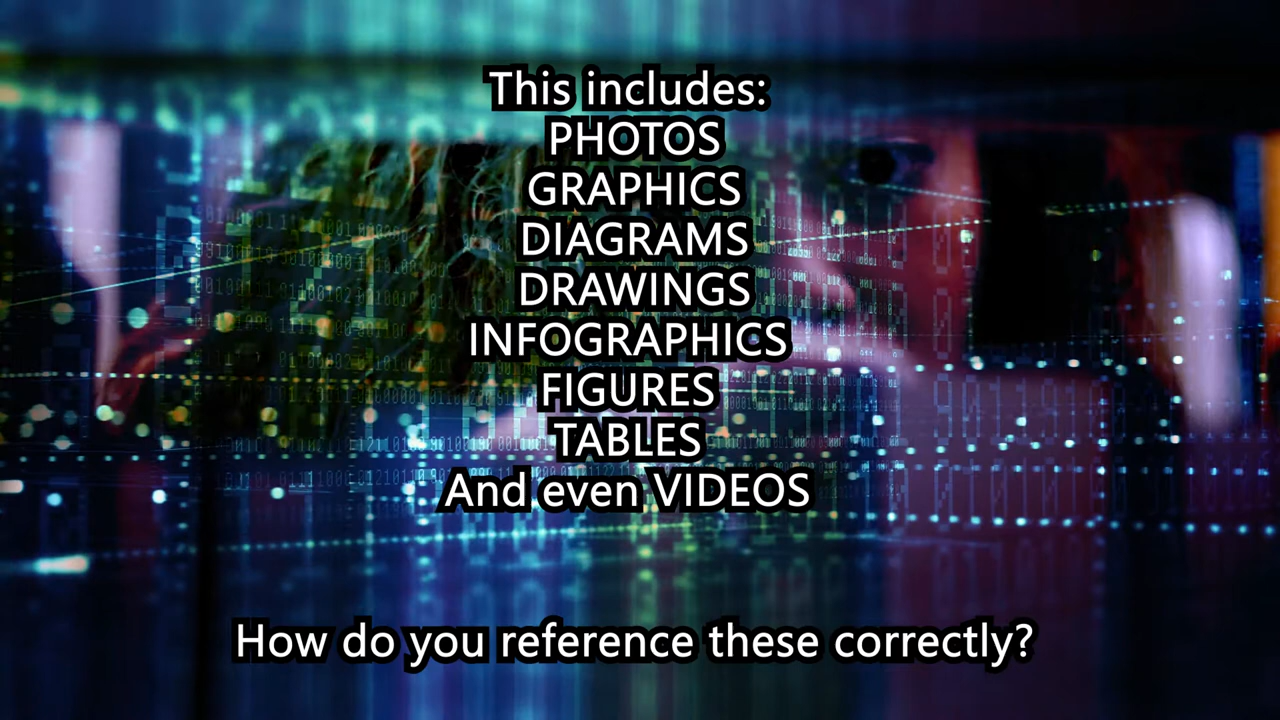 This includes:
PHOTOS
GRAPHICS
DIAGRAMS
DRAWINGS
INFOGRAPHICS
FIGURES
TABLES
And even VIDEOS
How do you reference these correctly?